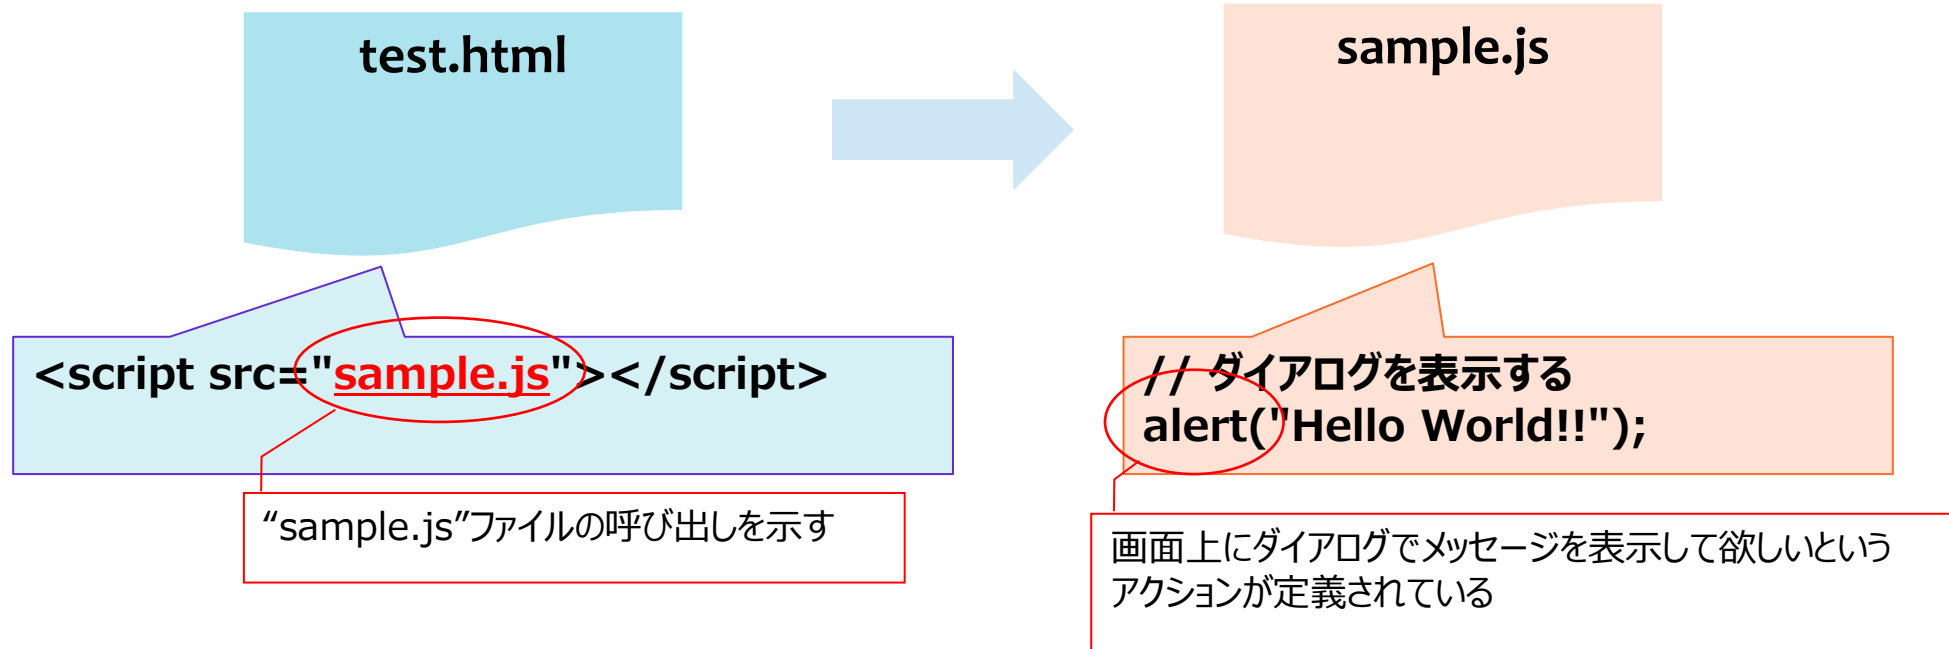 test.html
sample.js
<script src="sample.js"></script>
// ダイアログを表示する
alert("Hello World!!");
“sample.js”ファイルの呼び出しを示す
画面上にダイアログでメッセージを表示して欲しいという
アクションが定義されている